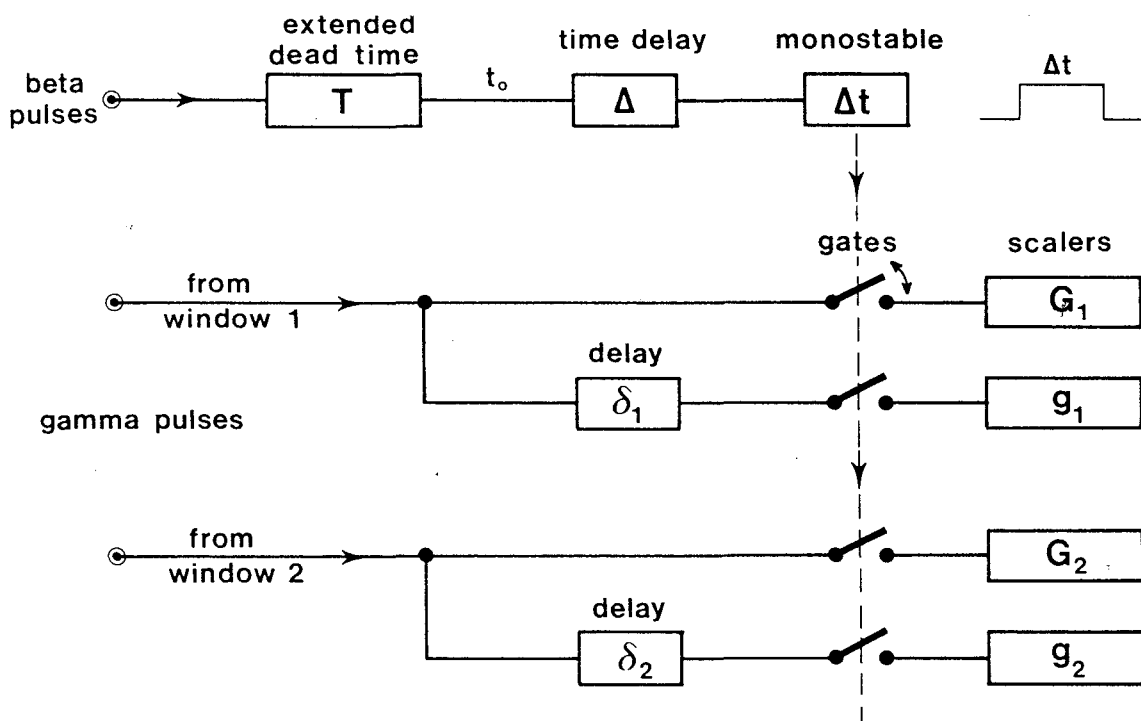 extended
dead time
time delay
monostable
beta
pulses
T
t₀
Δ
Δt
Δt
gates
scalers
from
window 1
G₁
delay
δ₁
g₁
gamma pulses
from
window 2
G₂
delay
δ₂
g₂